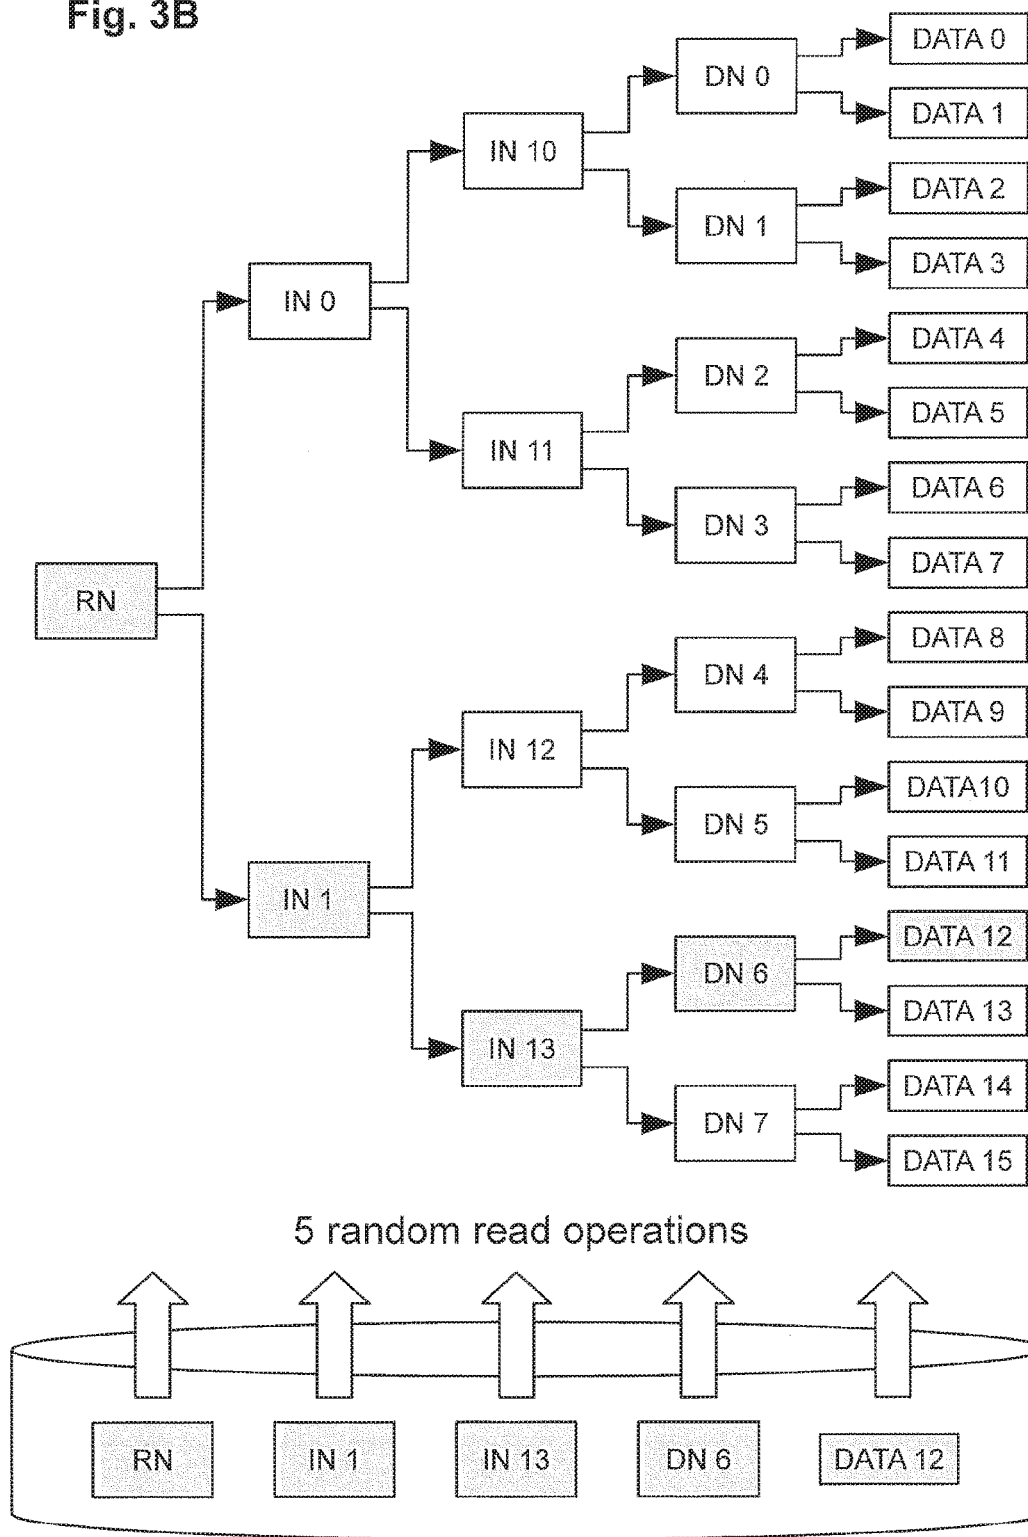 Fig. 3B
DATA 0
DN 0
DATA 1
IN 10
DATA 2
DN 1
DATA 3
IN 0
DATA 4
DN 2
DATA 5
IN 11
DATA 6
DN 3
DATA 7
RN
DATA 8
DN 4
DATA 9
IN 12
DATA10
DN 5
DATA 11
IN 1
DATA 12
DN 6
DATA 13
IN 13
DATA 14
DN 7
DATA 15
5 random read operations
RN
IN 1
IN 13
DN 6
DATA 12